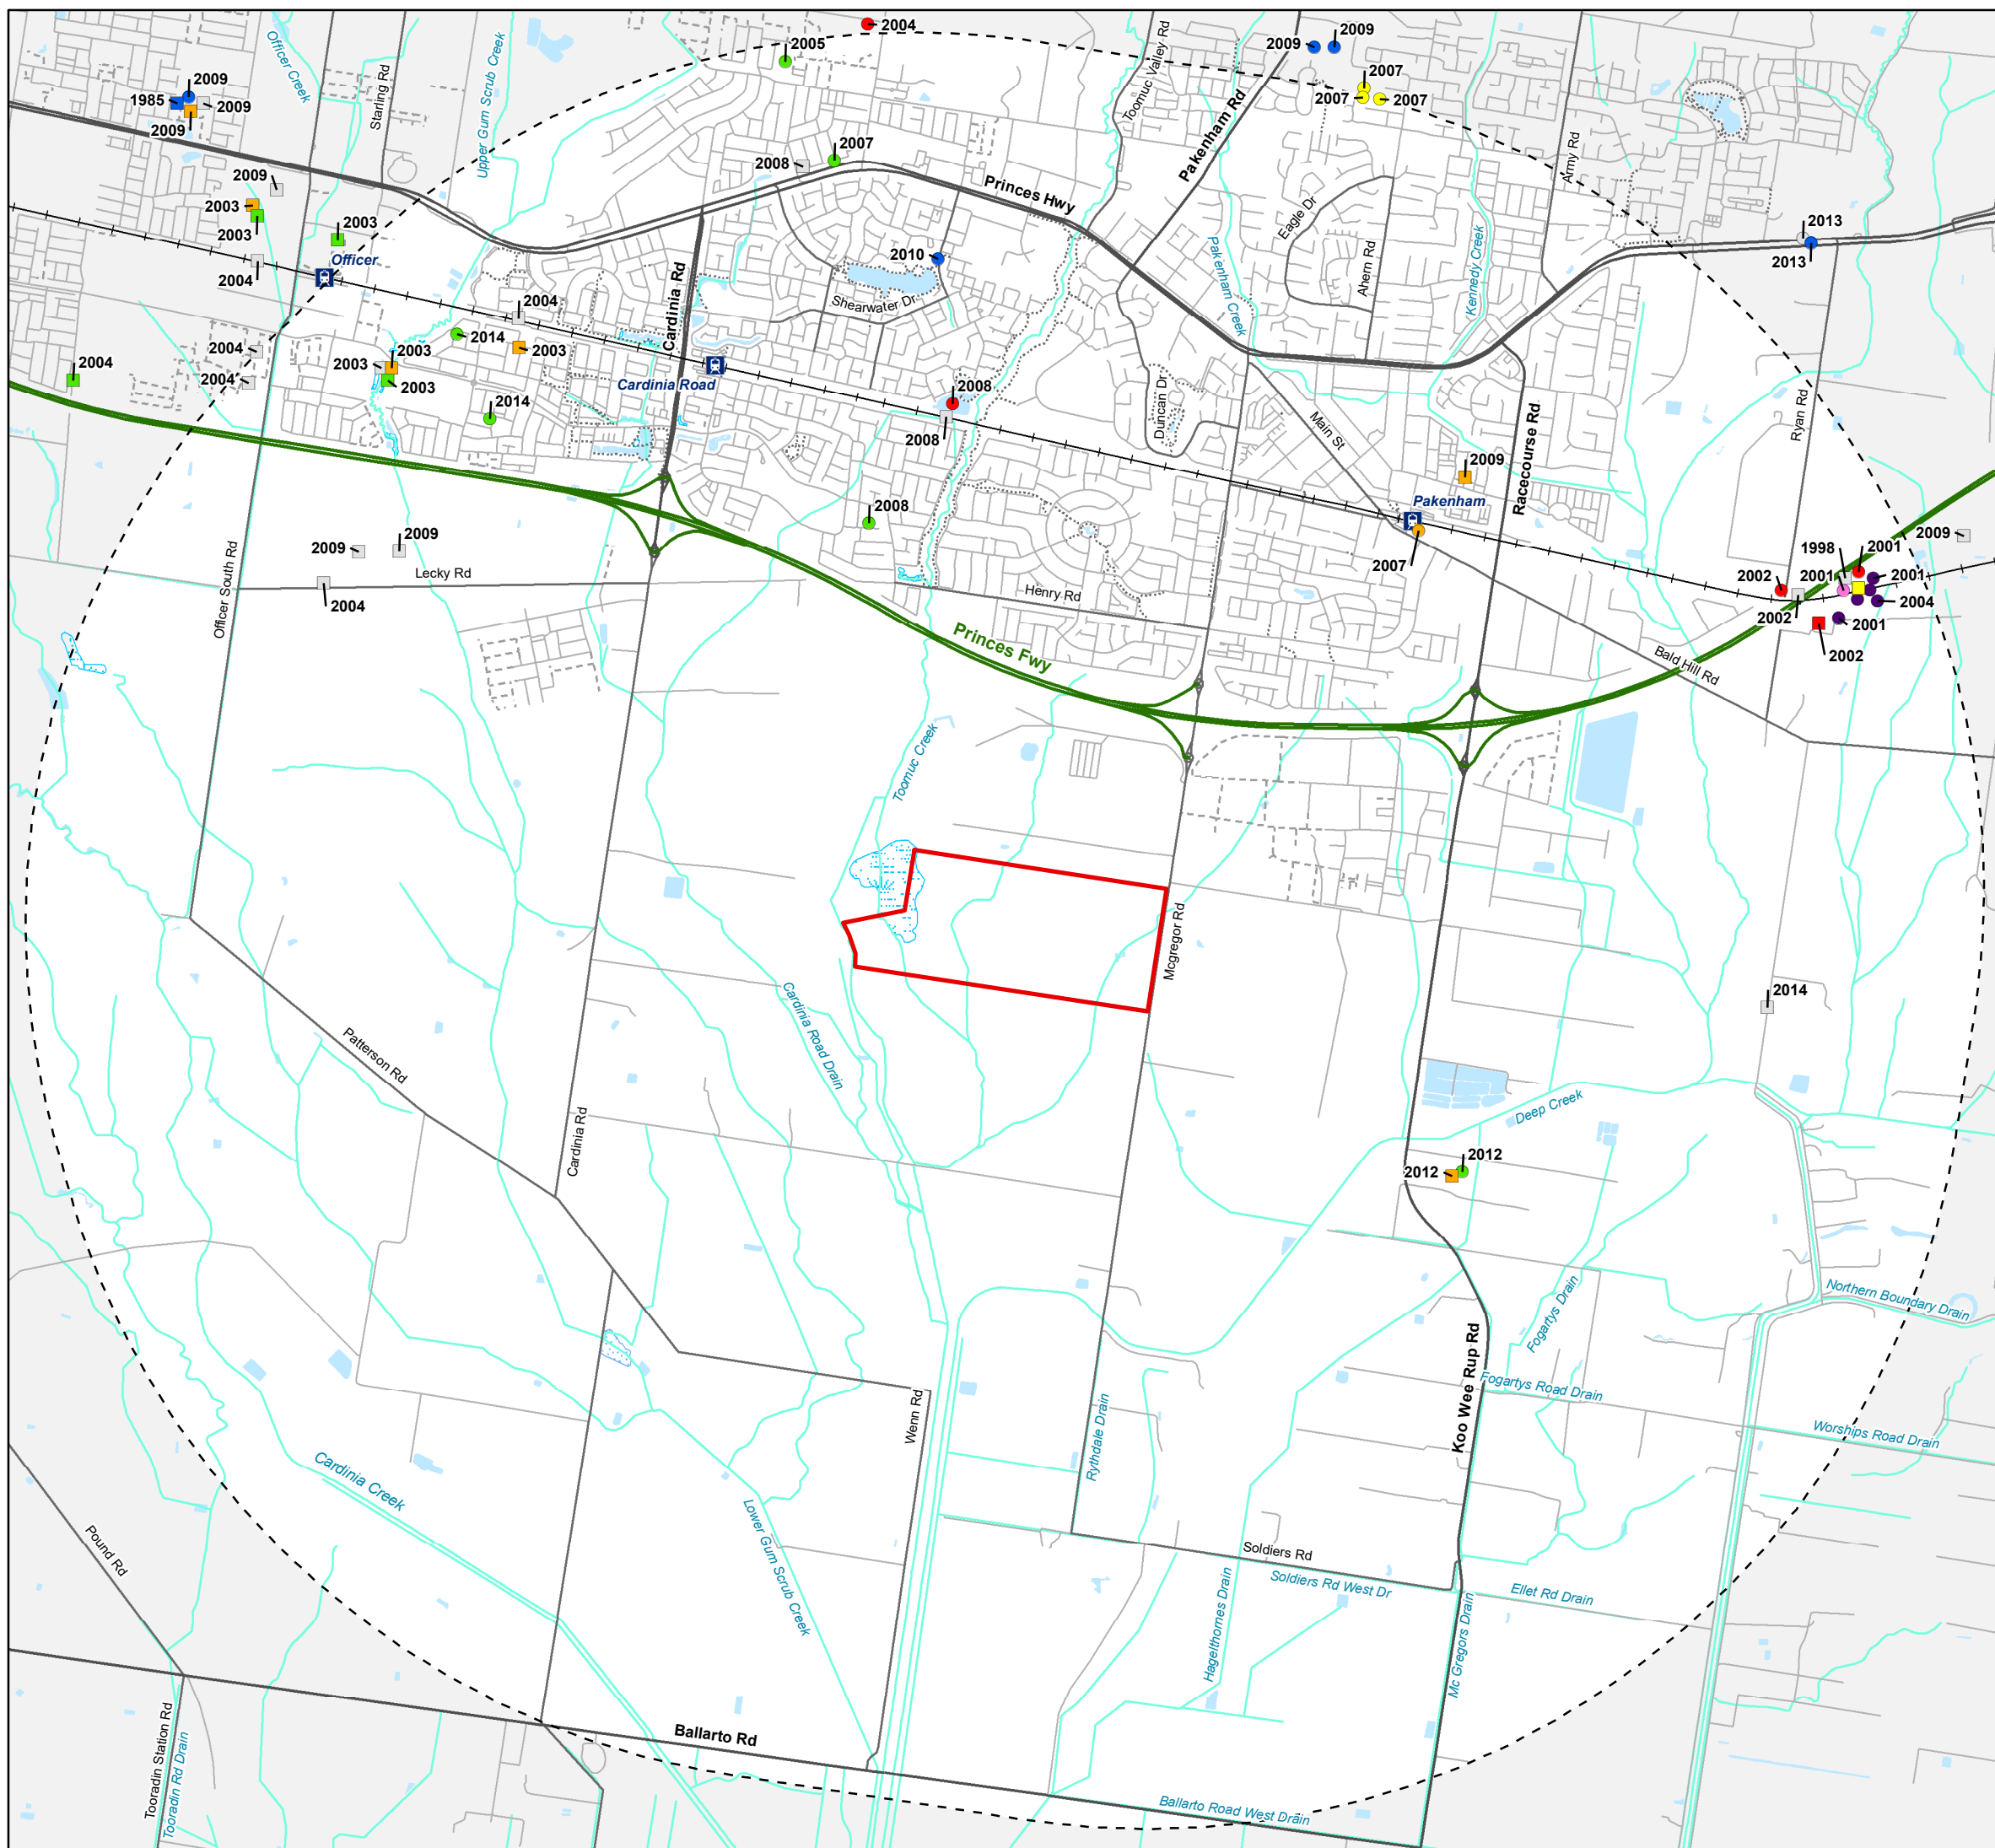 2004
2005
2009
2009
2009
1985
2009
2009
Officer Creek
Starling Rd
Upper Gum Scrub Creek
Toomuc Valley Rd
Pakenham Rd
2007
2007
2007
Army Rd
2007
2008
Princes Hwy
2009
2003
2003
2003
Officer
2004
2010
Shearwater Dr
Cardinia Rd
Pakenham Creek
Eagle Dr
Ahern Rd
Kennedy Creek
2013
2013
2004
2014
2003
2003
2003
2003
2004
2004
2004
2014
Cardinia Road
2008
2008
2008
Duncan Dr
Main St
Racecourse Rd
Ryan Rd
2009
Pakenham
2007
2009
2009
2009
2004
Lecky Rd
Officer South Rd
Henry Rd
Princes Fwy
1998
2001
2002
2001
2001
2004
2002
2001
2002
Bald Hill Rd
Toomuc Creek
Mcgregor Rd
Cardinia Road Drain
2014
Patterson Rd
Cardinia Rd
Deep Creek
2012
2012
Northern Boundary Drain
Fogartys Drain
Koo Wee Rup Rd
Fogartys Road Drain
Worships Road Drain
Wenn Rd
Rythdale Drain
Cardinia Creek
Lower Gum Scrub Creek
Pound Rd
Soldiers Rd
Soldiers Rd West Dr
Ellet Rd Drain
Hagelthornes Drain
Mc Gregors Drain
Tooradin Station Rd
Tooradin Rd Drain
Ballarto Rd
Ballarto Road West Drain